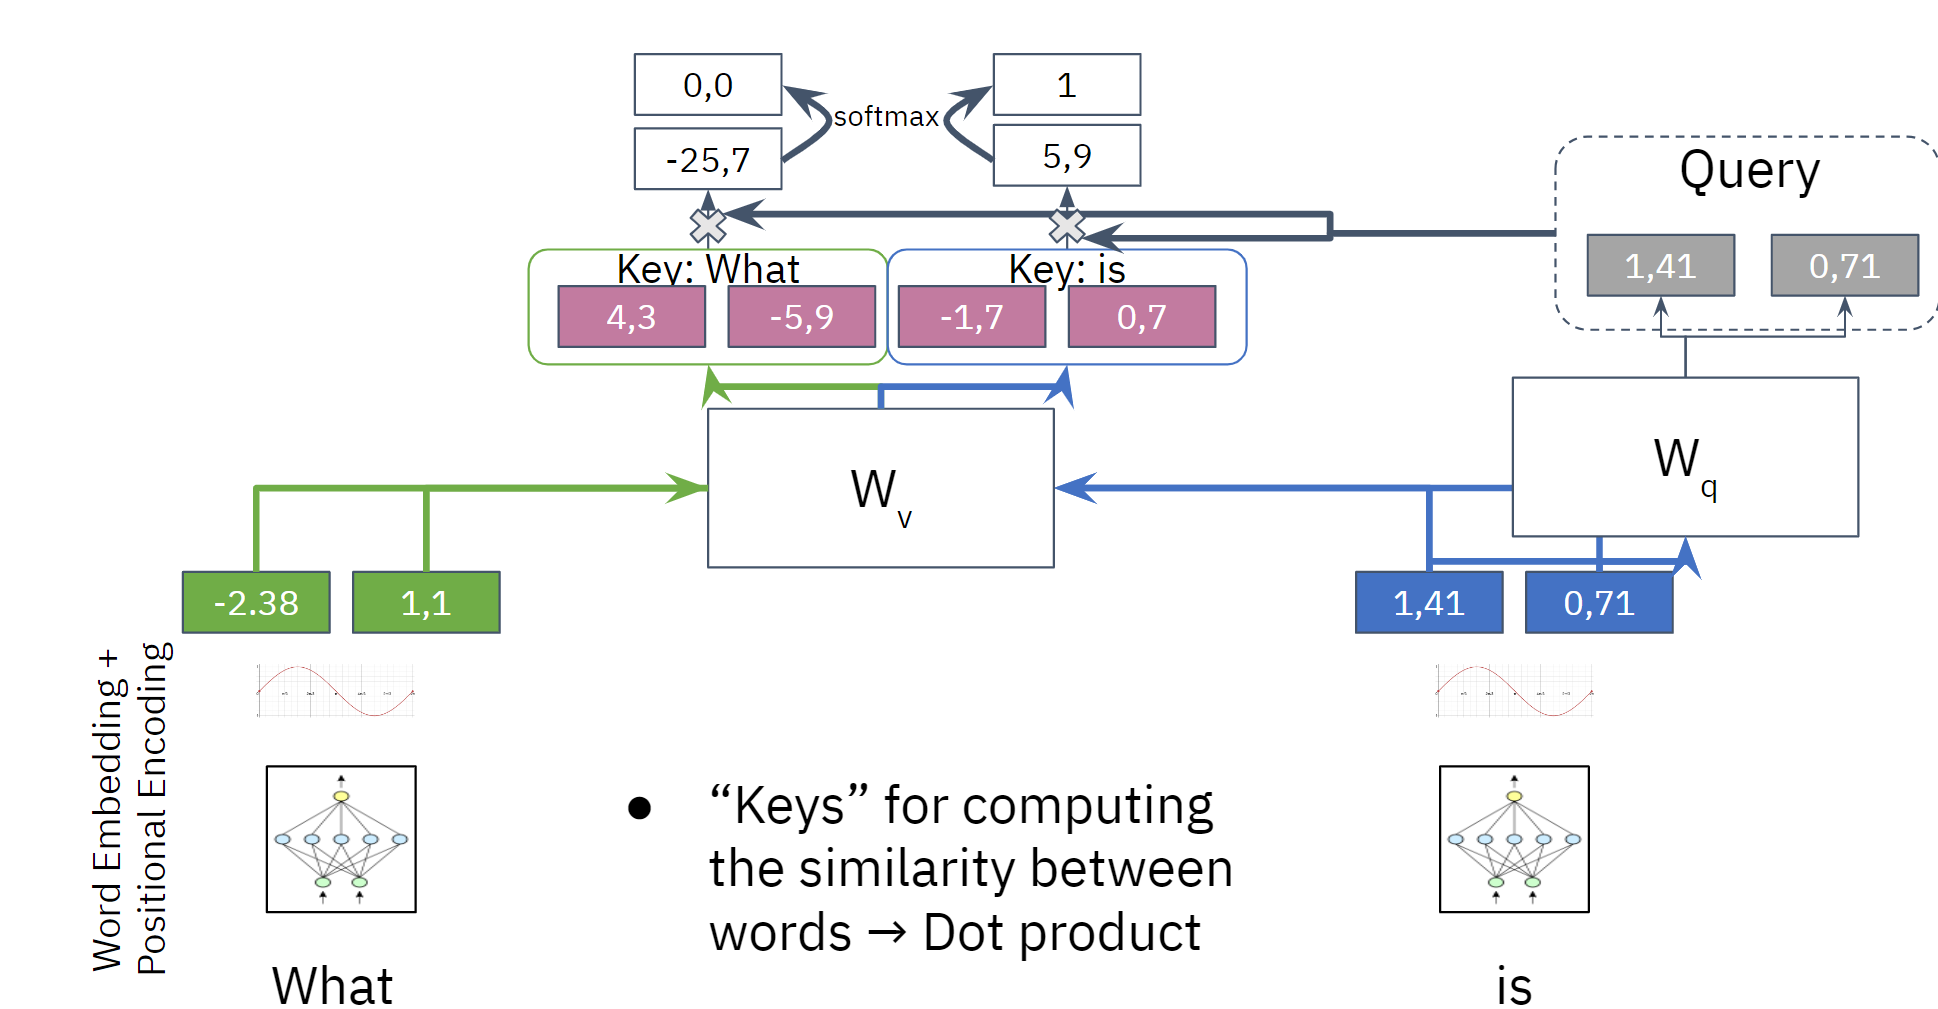 0,0
1
softmax
-25,7
5,9
Query
1,41
0,71
Key: What
Key: is
4,3
-5,9
-1,7
0,7
W
v
W
q
-2.38
1,1
1,41
0,71
Word Embedding +
Positional Encoding
● “Keys” for computing
the similarity between
words → Dot product
What
is